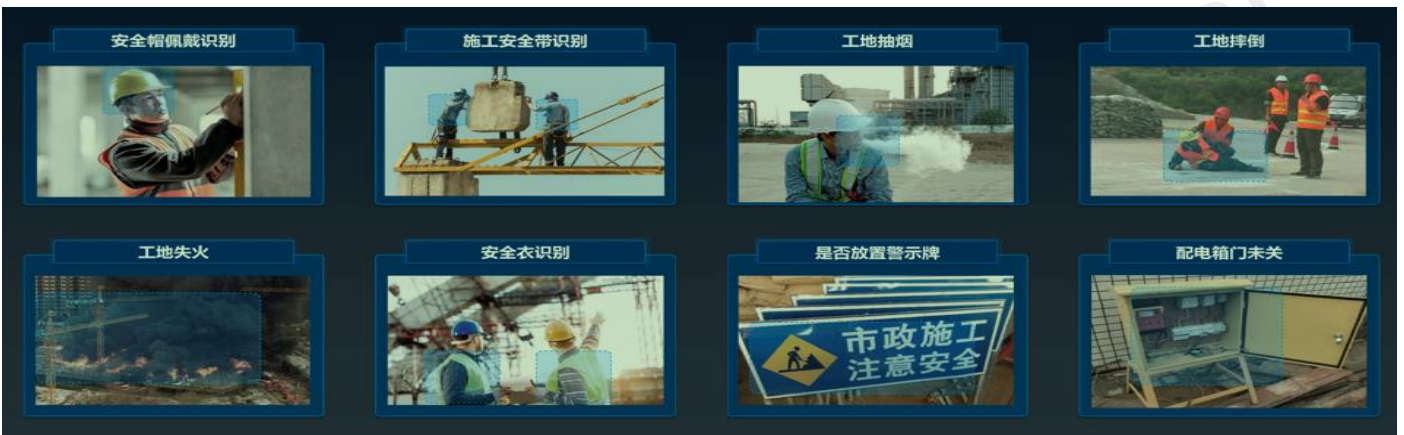 安全帽佩戴识别
施工安全带识别
工地抽烟
工地摔倒
工地失火
安全衣识别
是否放置警示牌
配电箱门未关
市政施工
注意安全